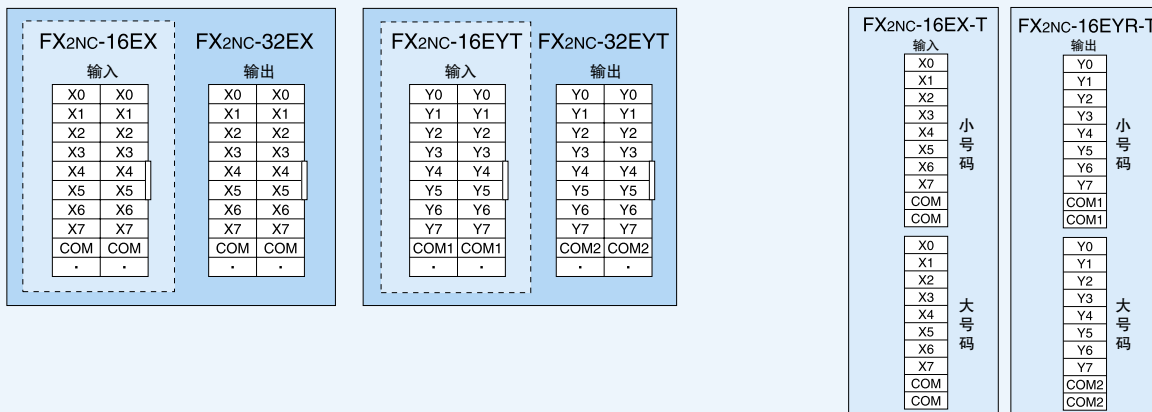 FX2NC-16EX FX2NC-32EX
输入 输出
X0 X0 X0 X0
X1 X1 X1 X1
X2 X2 X2 X2
X3 X3 X3 X3
X4 X4 X4 X4
X5 X5 X5 X5
X6 X6 X6 X6
X7 X7 X7 X7
COM COM COM COM
· · · ·
FX2NC-16EYT FX2NC-32EYT
输入 输出
Y0 Y0 Y0 Y0
Y1 Y1 Y1 Y1
Y2 Y2 Y2 Y2
Y3 Y3 Y3 Y3
Y4 Y4 Y4 Y4
Y5 Y5 Y5 Y5
Y6 Y6 Y6 Y6
Y7 Y7 Y7 Y7
COM1 COM1 COM2 COM2
· · · ·
FX2NC-16EX-T
输入
X0
X1
X2
X3
X4
X5
X6
X7
COM
COM
小号码
X0
X1
X2
X3
X4
X5
X6
X7
COM
COM
大号码
FX2NC-16EYR-T
输出
Y0
Y1
Y2
Y3
Y4
Y5
Y6
Y7
COM1
COM1
小号码
Y0
Y1
Y2
Y3
Y4
Y5
Y6
Y7
COM2
COM2
大号码